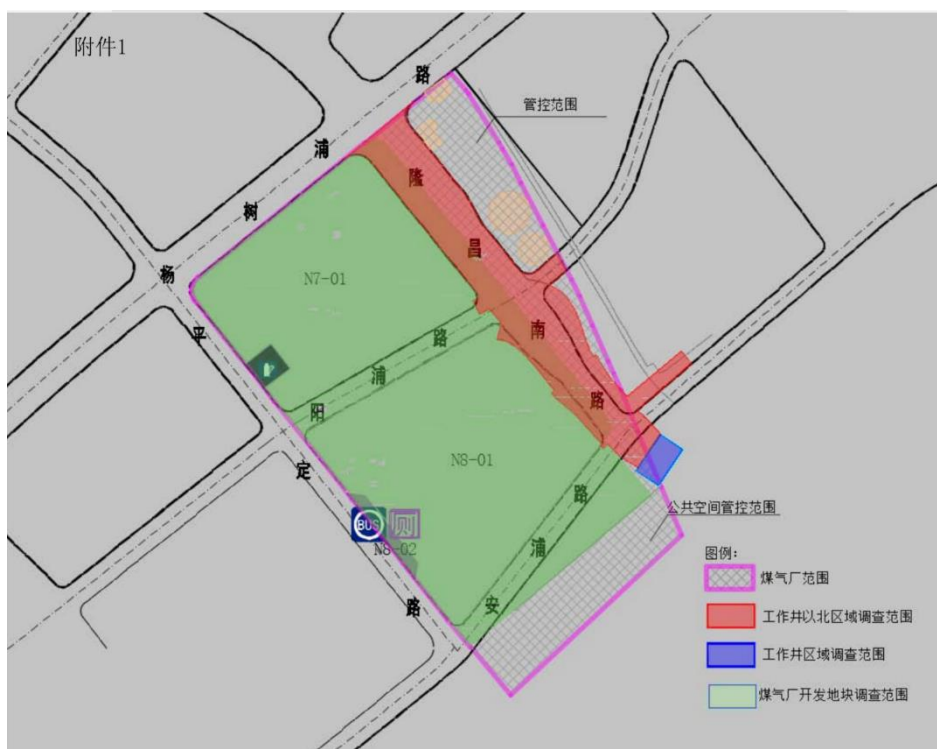 附件1
杨树浦路
管控范围
隆昌南路
N7-01
平定路
阳浦路
N8-01
BUS
厕
N8-02
安浦路
公共空间管控范围
图例:
煤气厂范围
工作井以北区域调查范围
工作井区域调查范围
煤气厂开发地块调查范围